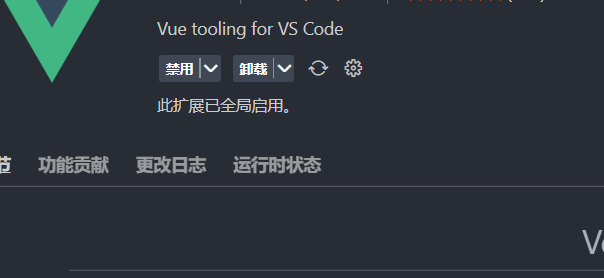 Vue tooling for VS Code
禁用 卸载
此扩展已全局启用。
功能贡献 更改日志 运行时状态